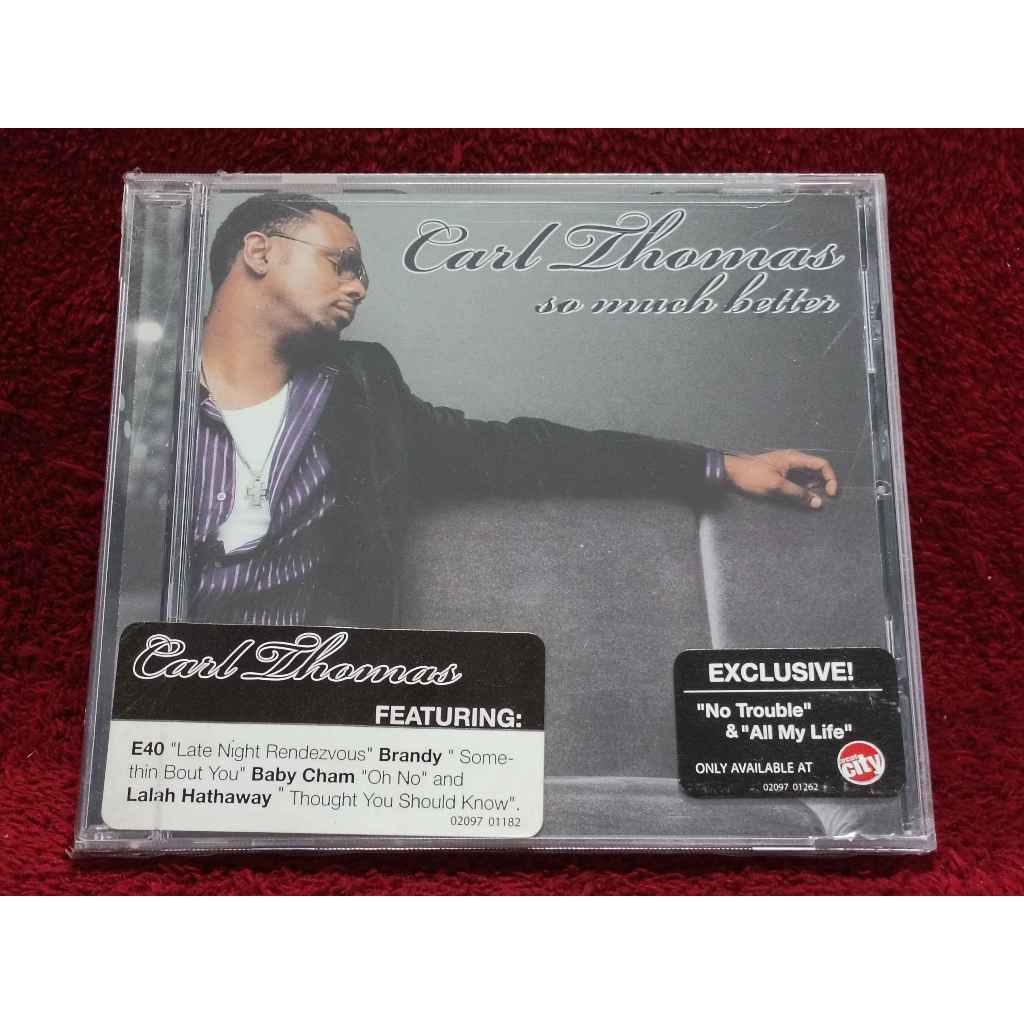 Carl Thomas
so much better
Carl Thomas
FEATURING:
E40 "Late Night Rendezvous" Brandy " Some-
thin Bout You" Baby Cham "Oh No" and
Lalah Hathaway " Thought You Should Know".
02097 01182
EXCLUSIVE!
"No Trouble"
& "All My Life"
ONLY AVAILABLE AT
circuit
city
02097 01262